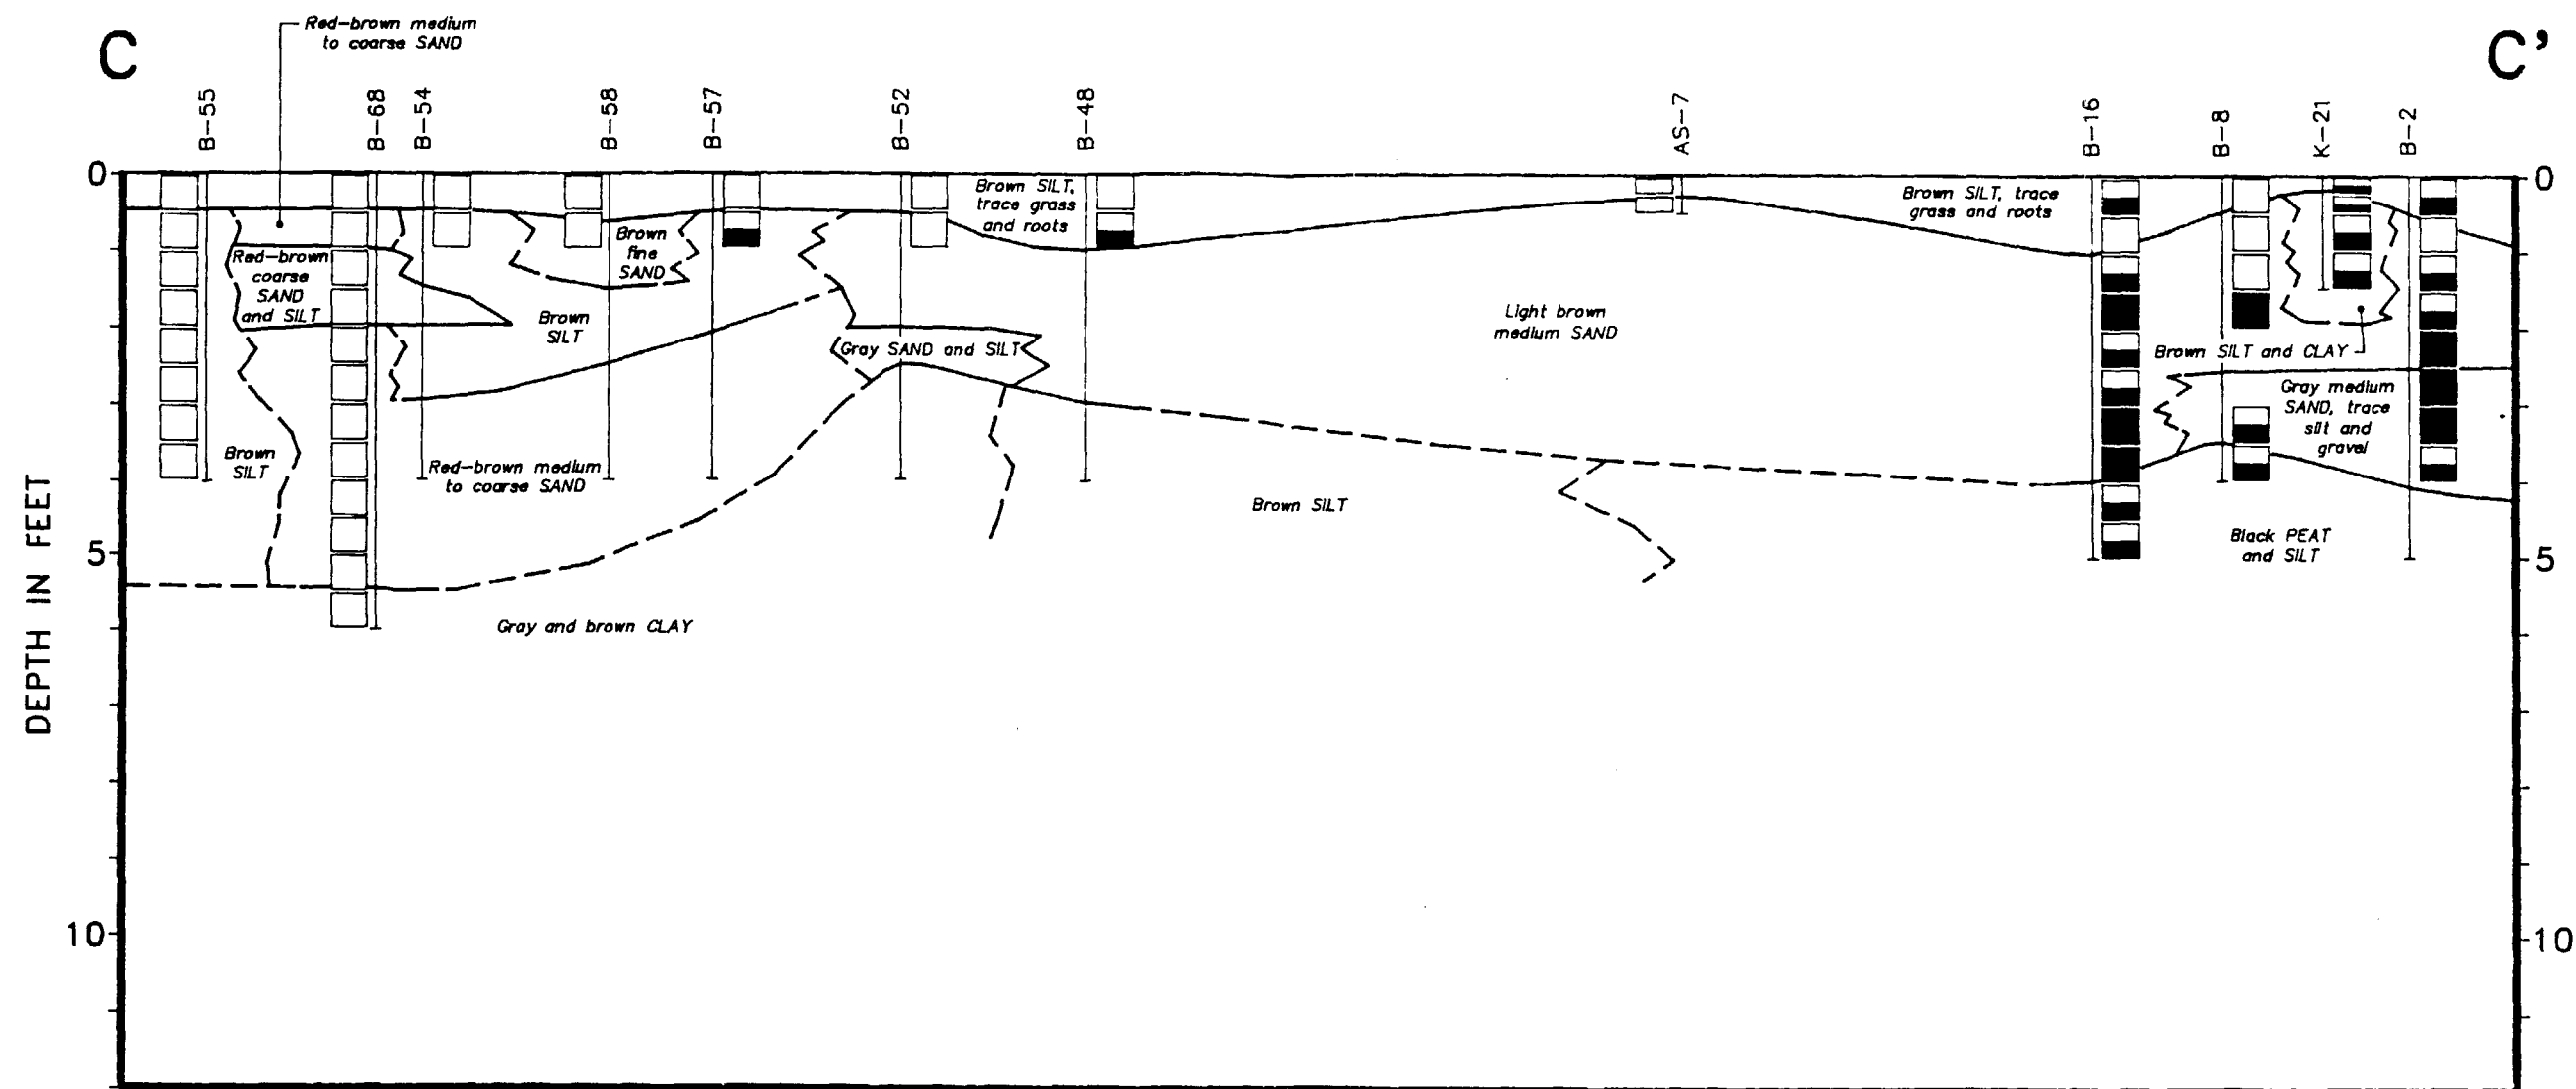 Red-brown medium
to coarse SAND
C
C'
B-55
B-68
B-54
B-58
B-57
B-52
B-48
AS-7
B-16
B-8
K-21
B-2
0
0
Brown SILT,
trace grass
and roots
Brown SILT, trace
grass and roots
Brown
fine
SAND
Red-brown
coarse
SAND
and SILT
Brown
SILT
Light brown
medium SAND
Gray SAND and SILT
Brown SILT and CLAY
Gray medium
SAND, trace
silt and
gravel
Brown
SILT
Red-brown medium
to coarse SAND
Brown SILT
Black PEAT
and SILT
5
5
Gray and brown CLAY
DEPTH IN FEET
10
10